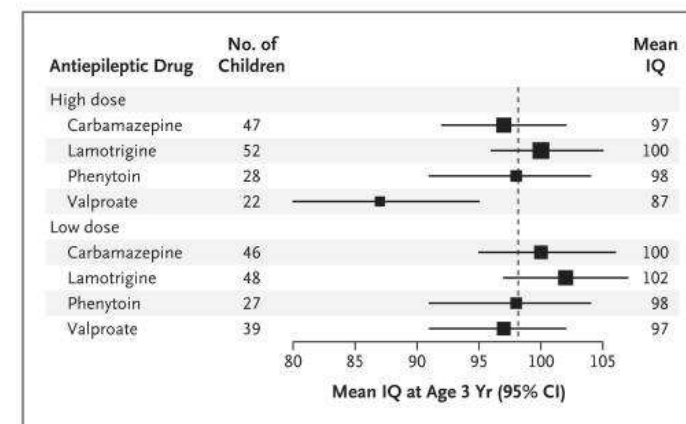 No. of Mean
Antiepileptic Drug Children IQ
High dose
Carbamazepine 47 97
Lamotrigine 52 100
Phenytoin 28 98
Valproate 22 87
Low dose
Carbamazepine 46 100
Lamotrigine 48 102
Phenytoin 27 98
Valproate 39 97
80 85 90 95 100 105
Mean IQ at Age 3 Yr (95% CI)